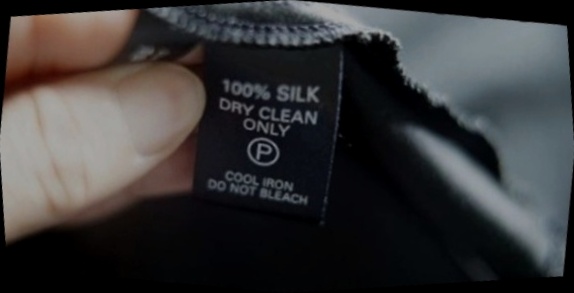 100% SILK
DRY CLEAN
ONLY
P
COOL IRON
DO NOT BLEACH